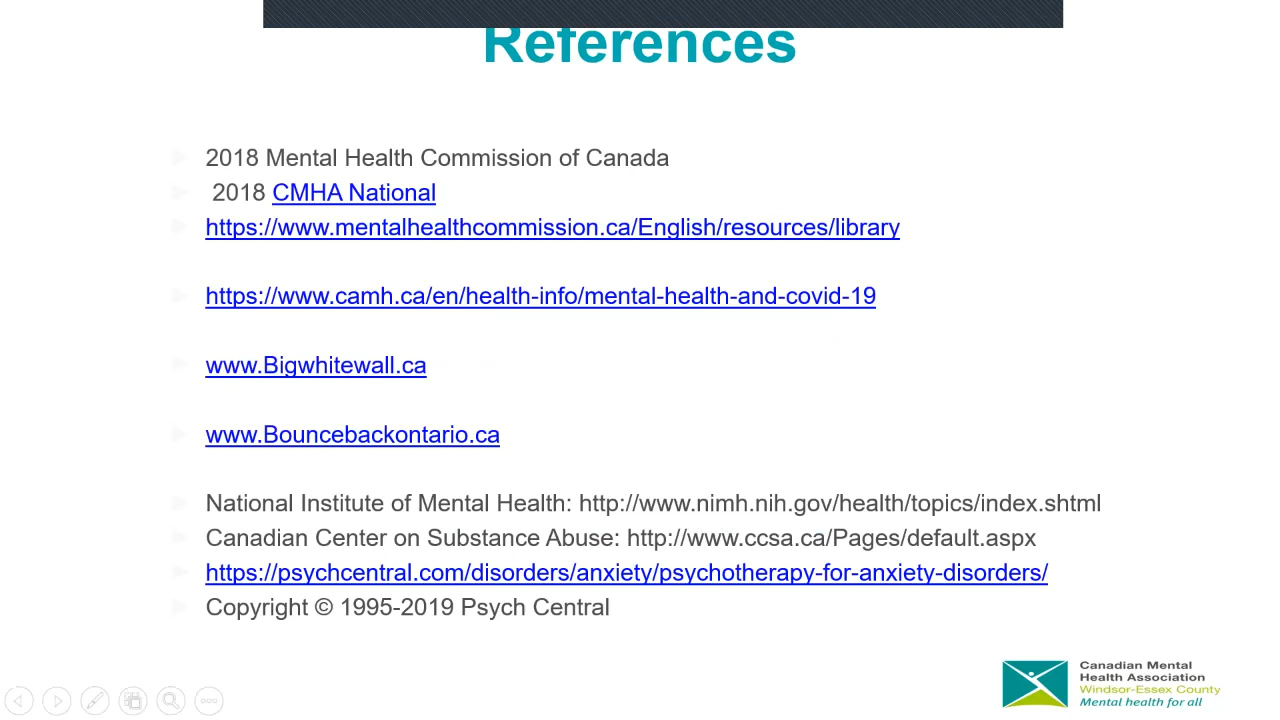 References
2018 Mental Health Commission of Canada
2018 CMHA National
https://www.mentalhealthcommission.ca/English/resources/library
https://www.camh.ca/en/health-info/mental-health-and-covid-19
www.Bigwhitewall.ca
www.Bouncebackontario.ca
National Institute of Mental Health: http://www.nimh.nih.gov/health/topics/index.shtml
Canadian Center on Substance Abuse: http://www.ccsa.ca/Pages/default.aspx
https://psychcentral.com/disorders/anxiety/psychotherapy-for-anxiety-disorders/
Copyright © 1995-2019 Psych Central
Canadian Mental
Health Association
Windsor-Essex County
Mental health for all